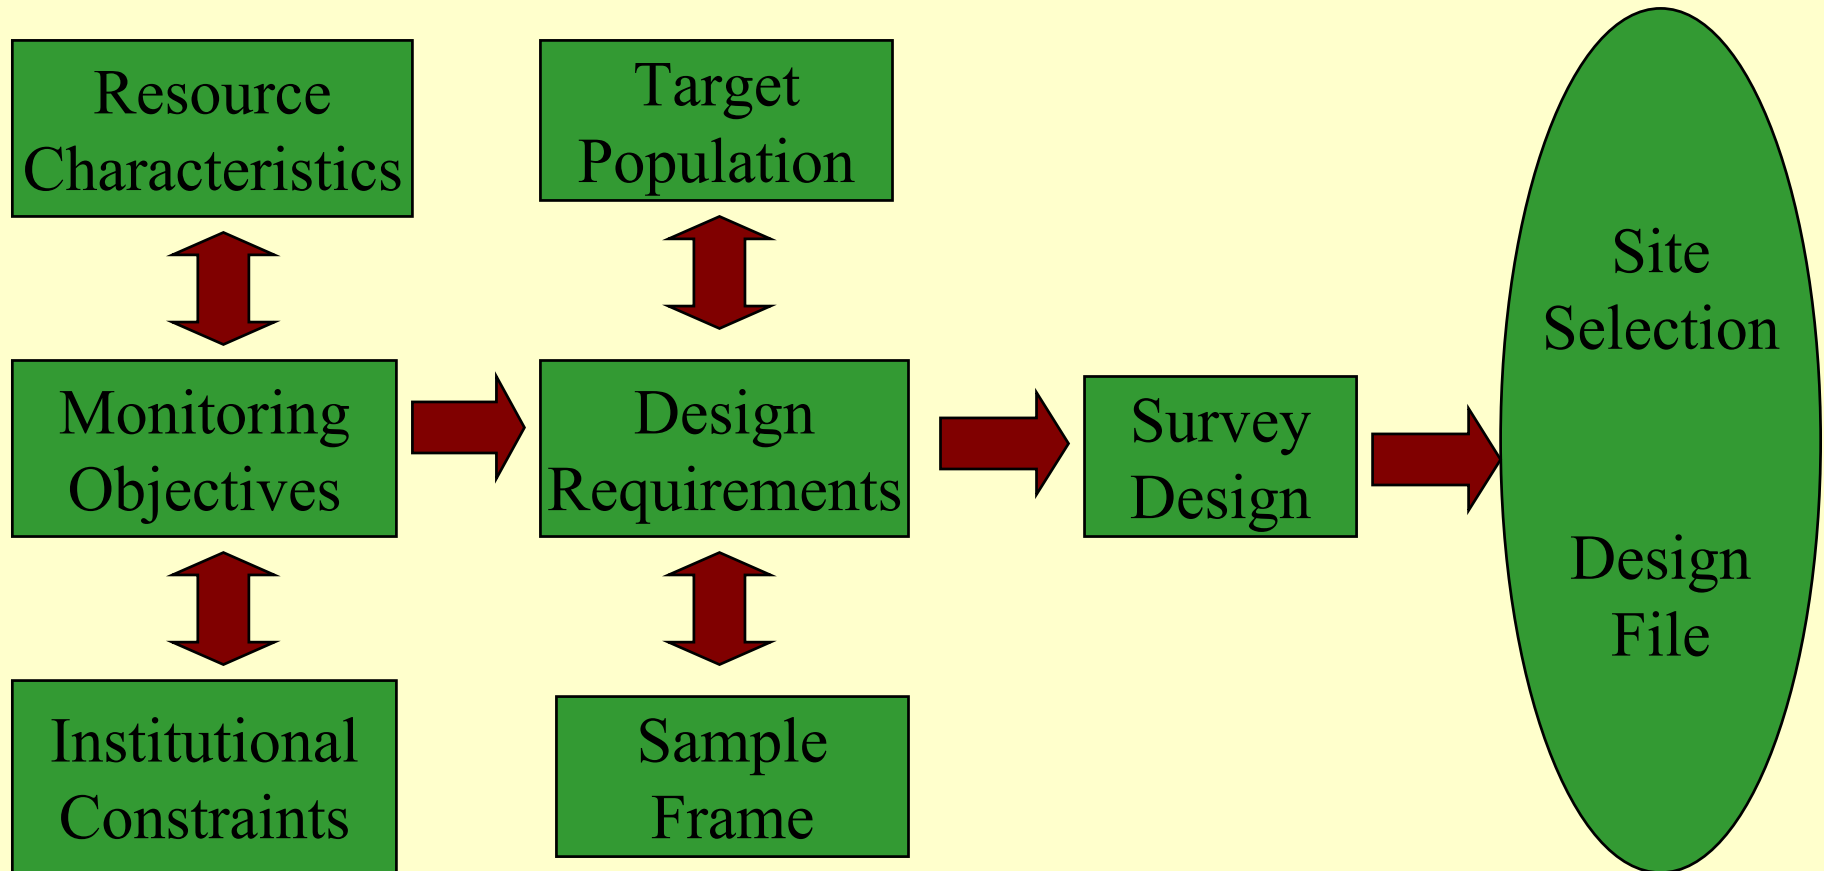 Resource
Characteristics
Target
Population
Monitoring
Objectives
Design
Requirements
Survey
Design
Site
Selection
Design
File
Institutional
Constraints
Sample
Frame